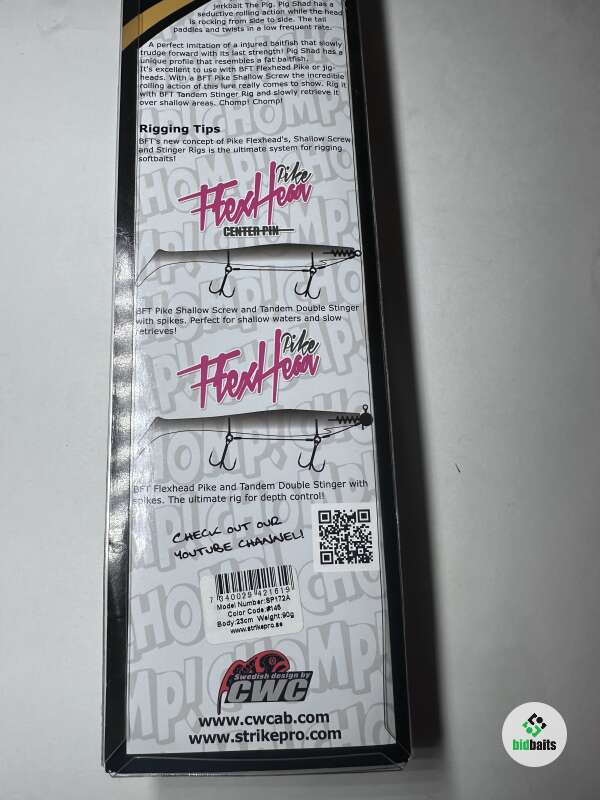 jerkbait The Pig. Pig Shad has a
seductive rolling action while the head
is rocking from side to side. The tail
paddles and twists in a low frequent rate.
A perfect imitation of a injured baitfish that slowly
trudge forward with its last strength! Pig Shad has a
unique profile that resembles a fat baitfish.
It's excellent to use with BFT Flexhead Pike or jig-
heads. With a BFT Pike Shallow Screw the incredible
rolling action of this lure really comes to show. Rig it
with BFT Tandem Stinger Rig and slowly retrieve it
over shallow areas. Chomp! Chomp!
Rigging Tips
BFT's new concept of Pike Flexhead's, Shallow Screw
and Stinger Rigs is the ultimate system for rigging
softbaits!
Pike
FlexHead
CENTER PIN
BFT Pike Shallow Screw and Tandem Double Stinger
with spikes. Perfect for shallow waters and slow
retrieves!
Pike
FlexHead
BFT Flexhead Pike and Tandem Double Stinger with
spikes. The ultimate rig for depth control!
CHECK OUT OUR
YOUTUBE CHANNEL!
7 340029 421619
Model Number:SP172A
Color Code:#145
Body:23cm Weight:90g
www.strikepro.se
Swedish design by
CWC
www.cwcab.com
www.strikepro.com
bidbaits